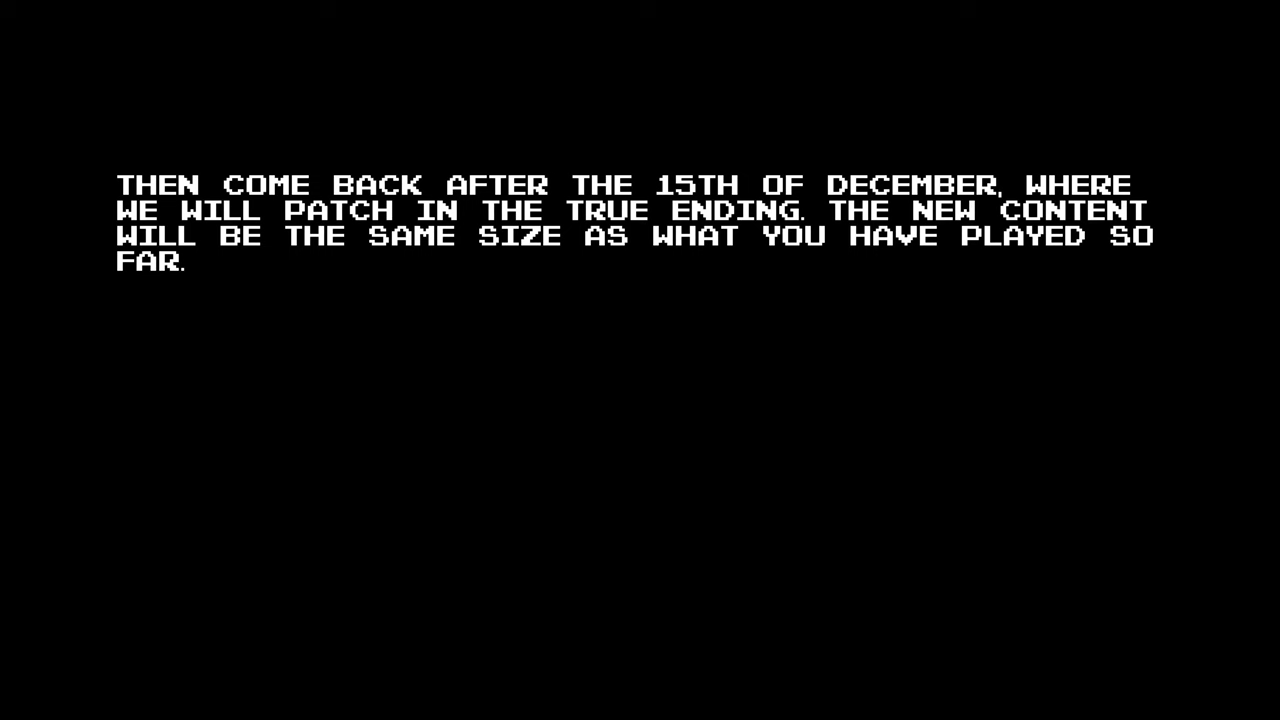 THEN COME BACK AFTER THE 15TH OF DECEMBER, WHERE
WE WILL PATCH IN THE TRUE ENDING. THE NEW CONTENT
WILL BE THE SAME SIZE AS WHAT YOU HAVE PLAYED SO
FAR.